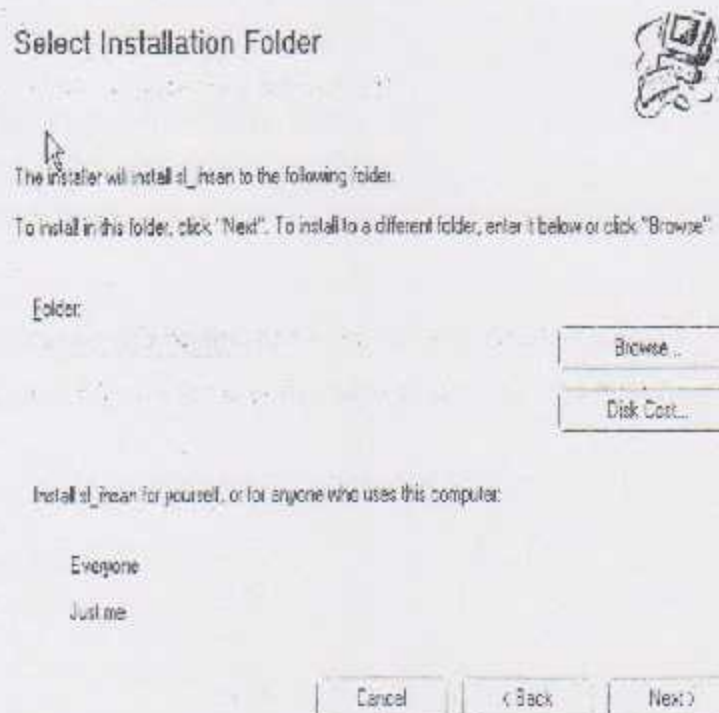 Select Installation Folder
The installer will install sl_ihsan to the following folder.
To install in this folder, click "Next". To install to a different folder, enter it below or click "Browse".
Folder:
Browse...
Disk Cost...
Install sl_ihsan for yourself, or for anyone who uses this computer:
Everyone
Just me
Cancel
< Back
Next >